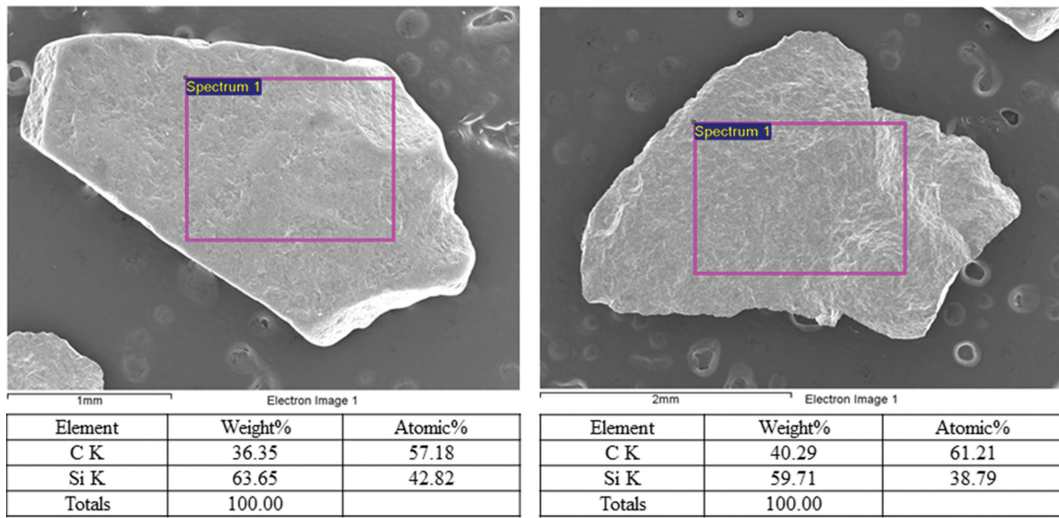 Spectrum 1
1mm Electron Image 1
Element Weight% Atomic%
C K 36.35 57.18
Si K 63.65 42.82
Totals 100.00
Spectrum 1
2mm Electron Image 1
Element Weight% Atomic%
C K 40.29 61.21
Si K 59.71 38.79
Totals 100.00